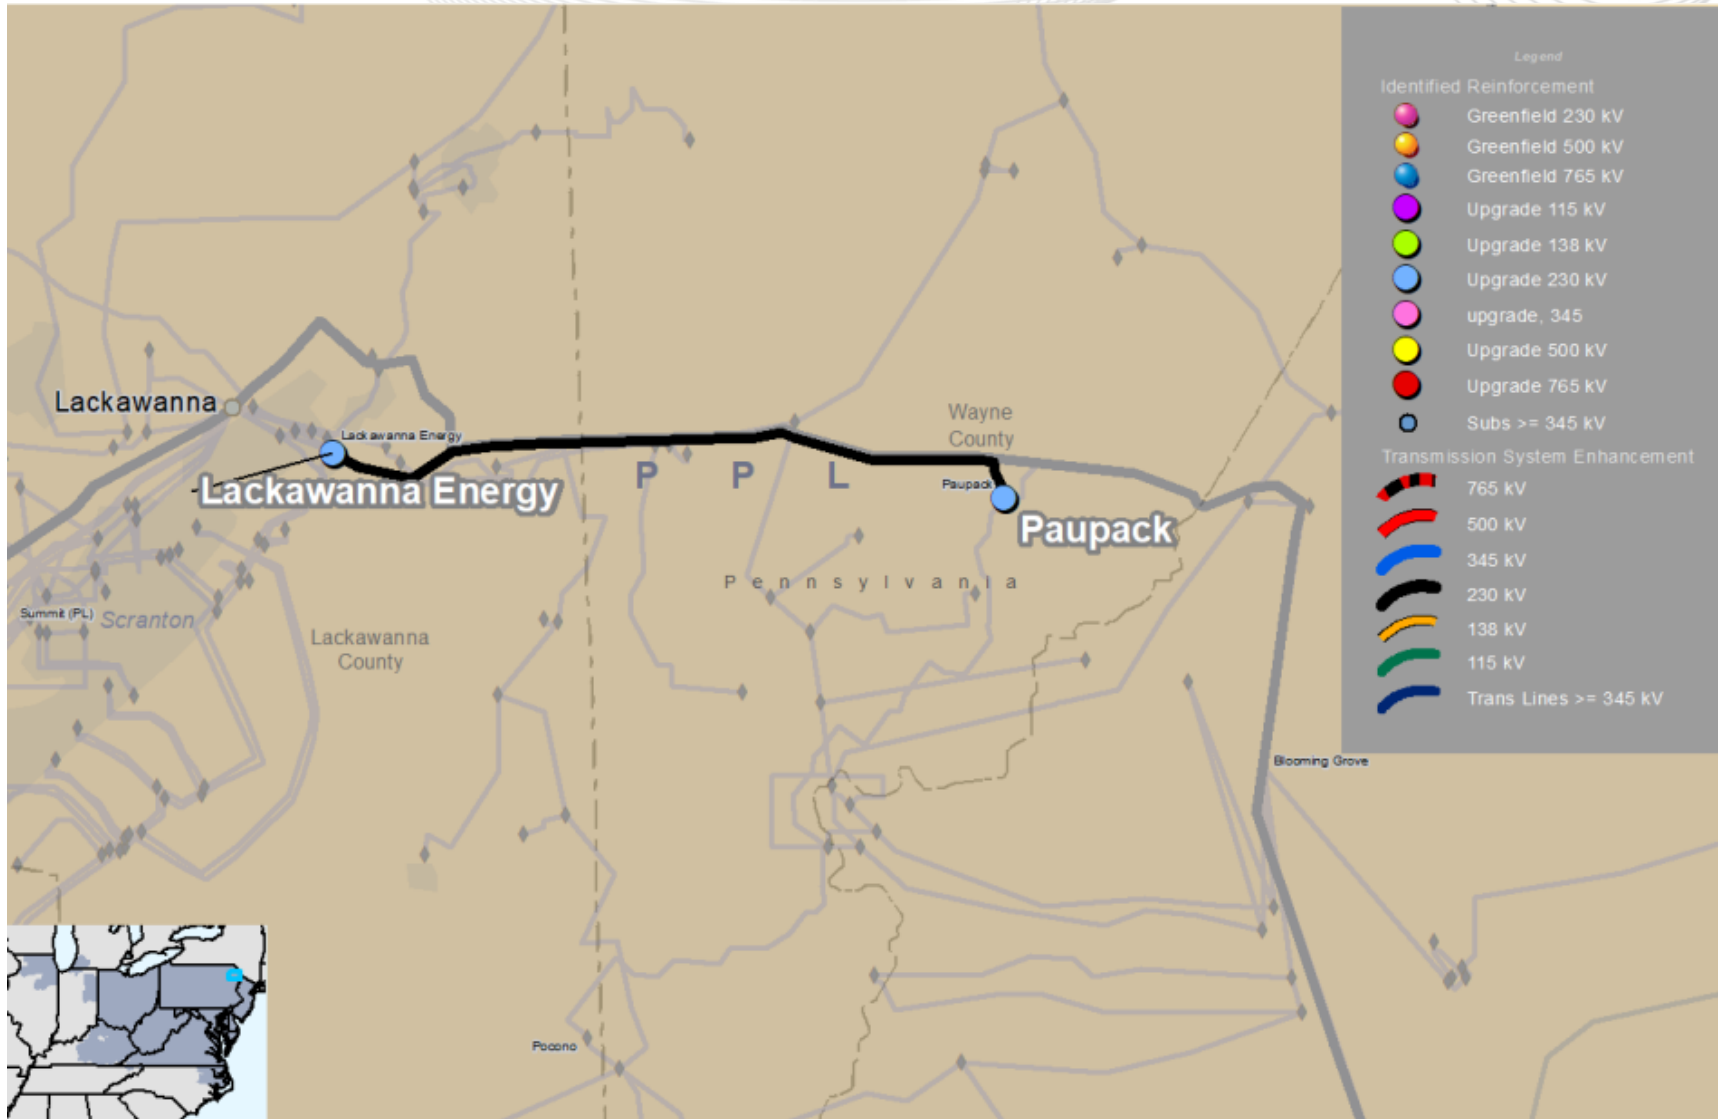 Legend
Identified Reinforcement
Greenfield 230 kV
Greenfield 500 kV
Greenfield 765 kV
Upgrade 115 kV
Upgrade 138 kV
Upgrade 230 kV
upgrade, 345
Upgrade 500 kV
Upgrade 765 kV
Subs >= 345 kV
Transmission System Enhancement
765 kV
500 kV
345 kV
230 kV
138 kV
115 kV
Trans Lines >= 345 kV
Lackawanna
Lackawanna Energy
Lackawanna Energy
Wayne
County
P P L
Paupack
Paupack
Pennsylvania
Summit (PL)
Scranton
Lackawanna
County
Blooming Grove
Pocono